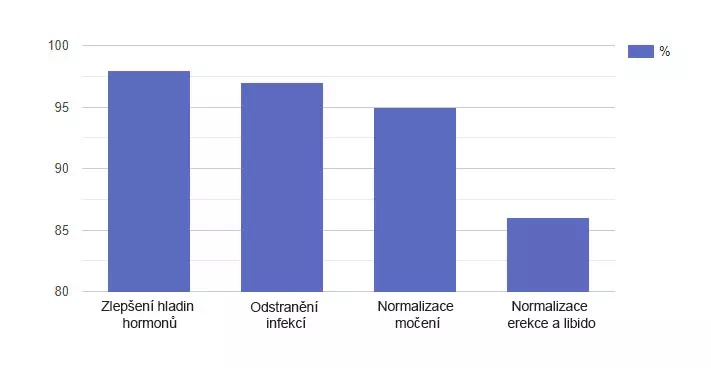 100
95
90
85
80
%
Zlepšení hladin
hormonů
Odstranění
infekcí
Normalizace
močení
Normalizace
erekce a libido